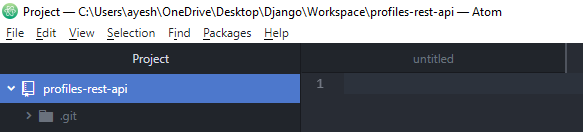 Project — C:\Users\ayesh\OneDrive\Desktop\Django\Workspace\profiles-rest-api — Atom
File Edit View Selection Find Packages Help
Project untitled
profiles-rest-api 1
.git